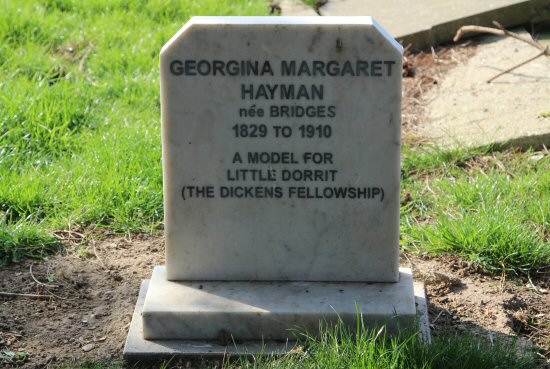 GEORGINA MARGARET
HAYMAN
née BRIDGES
1829 TO 1910
A MODEL FOR
LITTLE DORRIT
(THE DICKENS FELLOWSHIP)